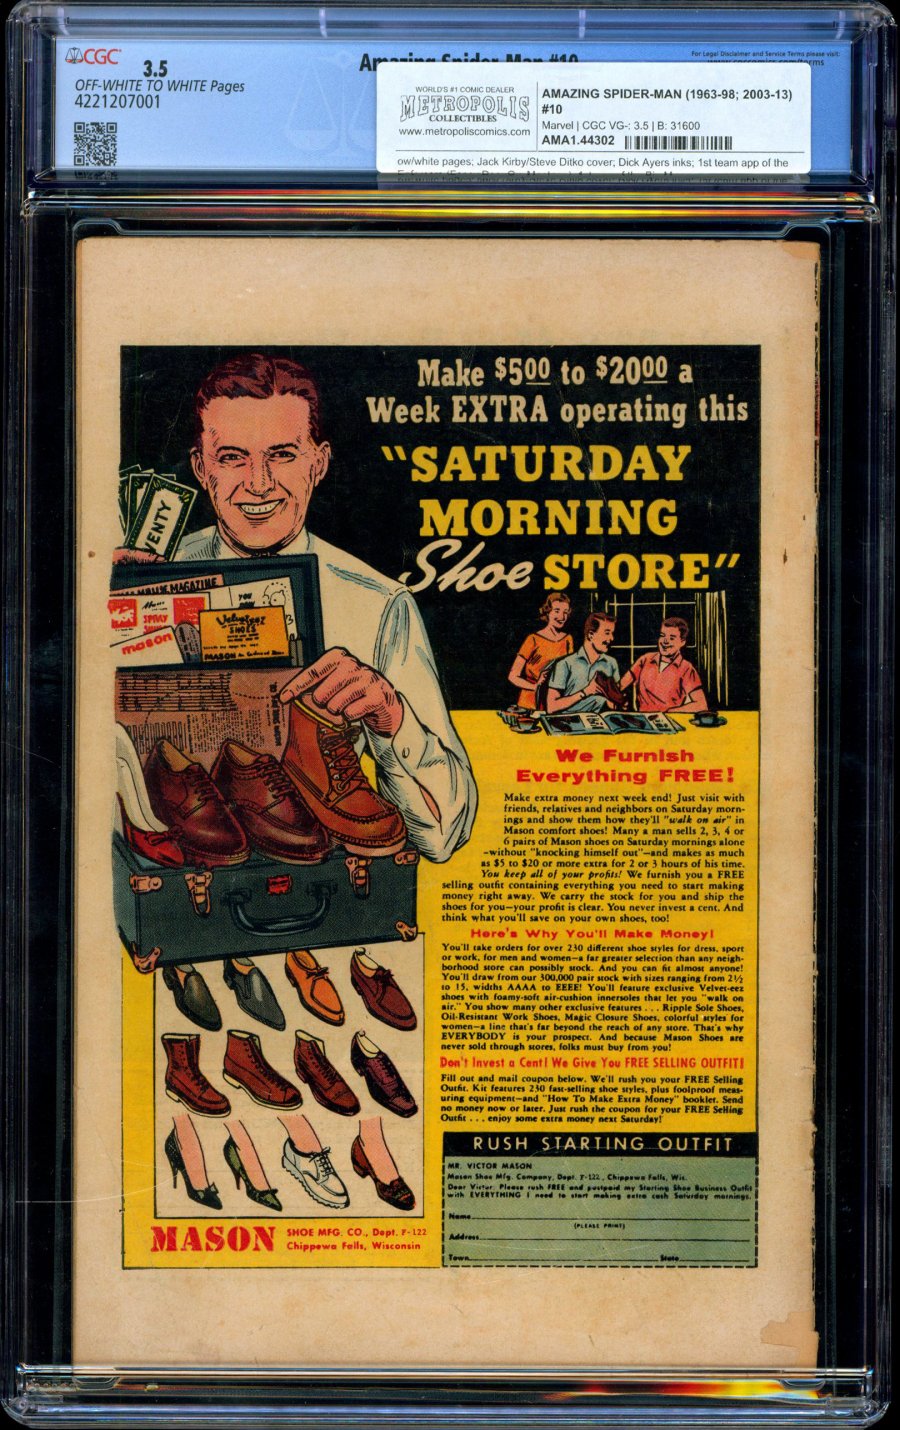 CGC
3.5
OFF-WHITE TO WHITE Pages
4221207001
Amazing Spider-Man #10
For Legal Disclaimer and Service Terms please visit:
WORLD'S #1 COMIC DEALER
METROPOLIS
COLLECTIBLES
www.metropoliscomics.com
AMAZING SPIDER-MAN (1963-98; 2003-13)
#10
Marvel | CGC VG-: 3.5 | B: 31600
AMA1.44302
ow/white pages; Jack Kirby/Steve Ditko cover; Dick Ayers inks; 1st team app of the
Make $5.00 to $20.00 a
Week EXTRA operating this
"SATURDAY
MORNING
Shoe STORE"
VENTY
MAGAZINE
YOU
mason
Velvet-eez
SHOES
MASON
We Furnish
Everything FREE!
Make extra money next week end! Just visit with
friends, relatives and neighbors on Saturday morn-
ings and show them how they'll "walk on air" in
Mason comfort shoes! Many a man sells 2, 3, 4 or
6 pairs of Mason shoes on Saturday mornings alone
–without "knocking himself out"—and makes as much
as $5 to $20 or more extra for 2 or 3 hours of his time.
You keep all of your profits! We furnish you a FREE
selling outfit containing everything you need to start making
money right away. We carry the stock for you and ship the
shoes for you—your profit is clear. You never invest a cent. And
think what you'll save on your own shoes, too!
Here's Why You'll Make Money!
You'll take orders for over 230 different shoe styles for dress, sport
or work, for men and women—a far greater selection than any neigh-
borhood store can possibly stock. And you can fit almost anyone!
You'll draw from our 300,000 pair stock with sizes ranging from 2½
to 15, widths AAAA to EEEE! You'll feature exclusive Velvet-eez
shoes with foamy-soft air-cushion innersoles that let you "walk on
air." You show many other exclusive features . . . Ripple Sole Shoes,
Oil-Resistant Work Shoes, Magic Closure Shoes, colorful styles for
women—a line that's far beyond the reach of any store. That's why
EVERYBODY is your prospect. And because Mason Shoes are
never sold through stores, folks must buy from you!
Don't Invest a Cent! We Give You FREE SELLING OUTFIT!
Fill out and mail coupon below. We'll rush you your FREE Selling
Outfit. Kit features 230 fast-selling shoe styles, plus foolproof meas-
uring equipment—and "How To Make Extra Money" booklet. Send
no money now or later. Just rush the coupon for your FREE Selling
Outfit . . . enjoy some extra money next Saturday!
RUSH STARTING OUTFIT
MR. VICTOR MASON
Mason Shoe Mfg. Company, Dept. F-122, Chippewa Falls, Wis.
Dear Victor: Please rush FREE and postpaid my Starting Shoe Business Outfit
with EVERYTHING I need to start making extra cash Saturday mornings.
Name
(PLEASE PRINT)
Address
Town State
MASON SHOE MFG. CO., Dept. F-122
Chippewa Falls, Wisconsin